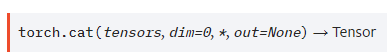 torch.cat(tensors, dim=0, *, out=None) → Tensor